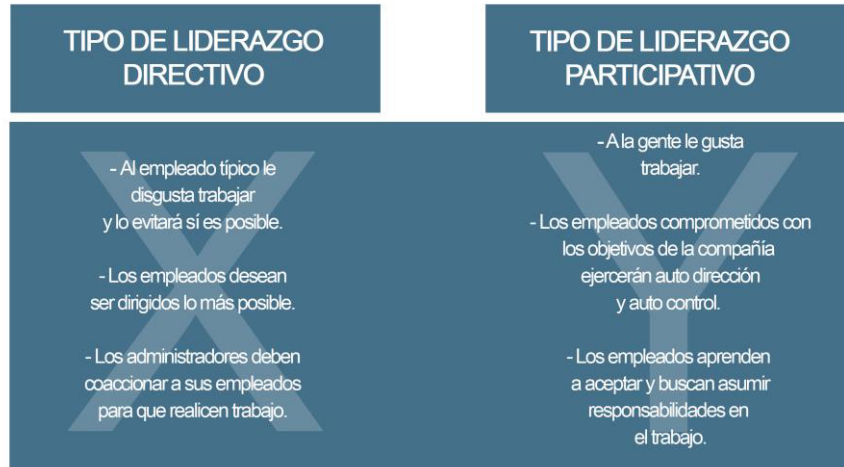 TIPO DE LIDERAZGO
DIRECTIVO
TIPO DE LIDERAZGO
PARTICIPATIVO
X
- Al empleado típico le
disgusta trabajar
y lo evitará sí es posible.
- Los empleados desean
ser dirigidos lo más posible.
- Los administradores deben
coaccionar a sus empleados
para que realicen trabajo.
Y
- A la gente le gusta
trabajar.
- Los empleados comprometidos con
los objetivos de la compañía
ejercerán auto dirección
y auto control.
- Los empleados aprenden
a aceptar y buscan asumir
responsabilidades en
el trabajo.